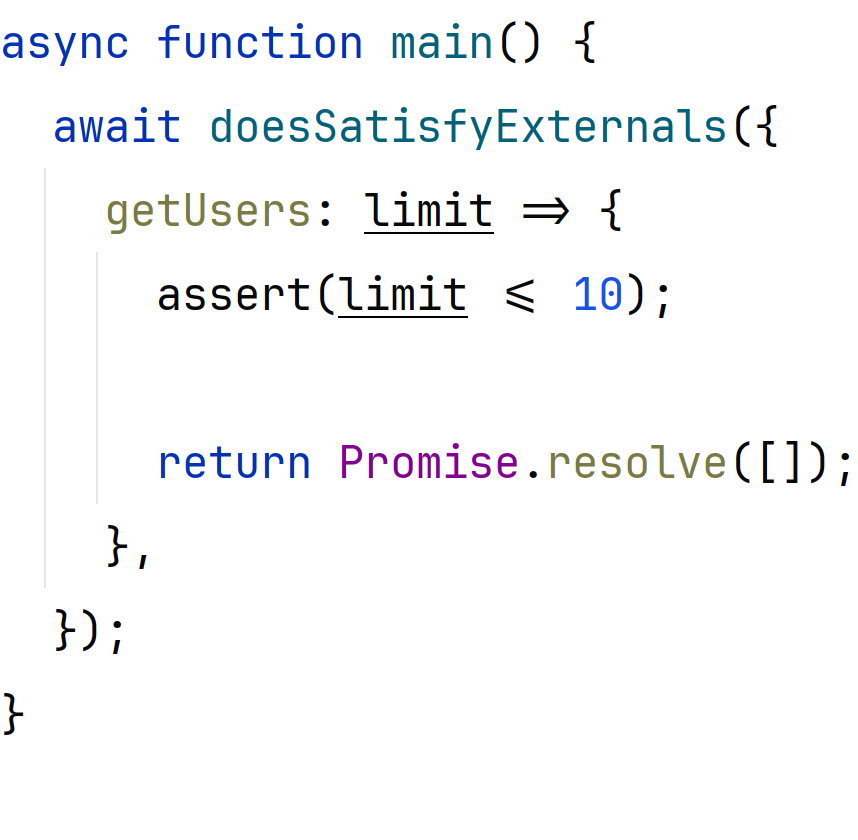 async function main() {
  await doesSatisfyExternals({
    getUsers: limit => {
      assert(limit <= 10);

      return Promise.resolve([]);
    },
  });
}